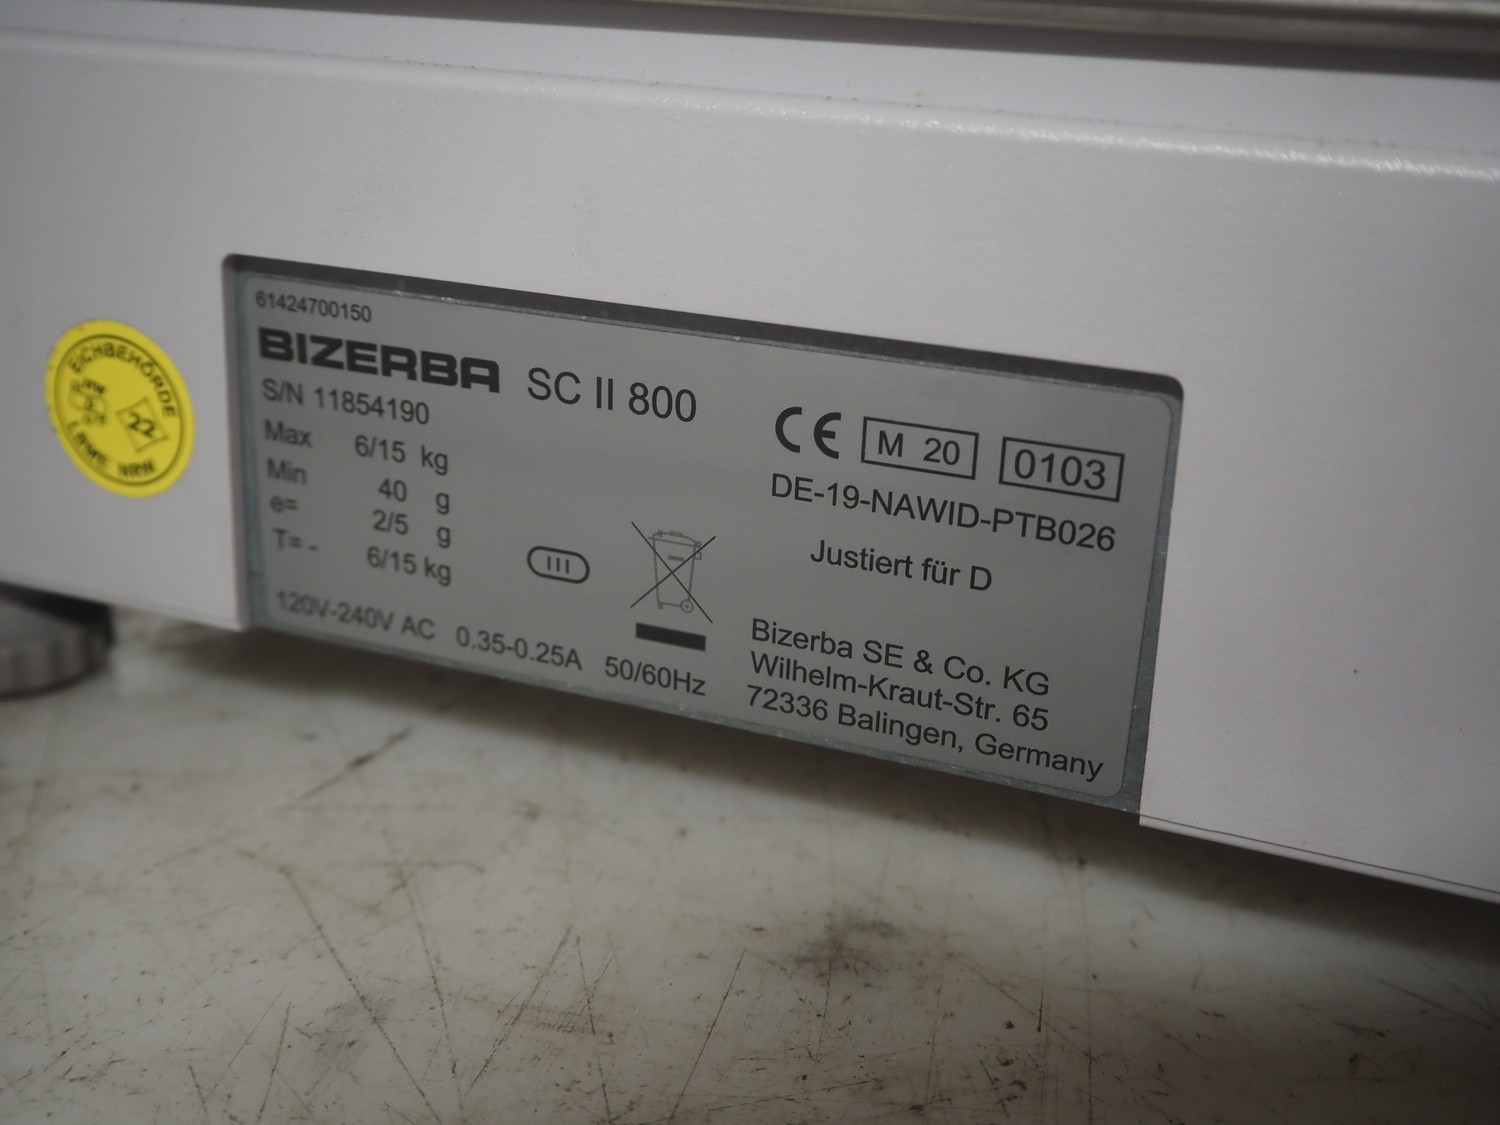 61424700150
BIZERBA SC II 800
S/N 11854190
Max 6/15 kg
Min 40 g
e= 2/5 g
T= - 6/15 kg
120V-240V AC 0.35-0.25A 50/60Hz
III
CE M 20 0103
DE-19-NAWID-PTB026
Justiert für D
Bizerba SE & Co. KG
Wilhelm-Kraut-Str. 65
72336 Balingen, Germany
EICHBEHÖRDE
22
NRW